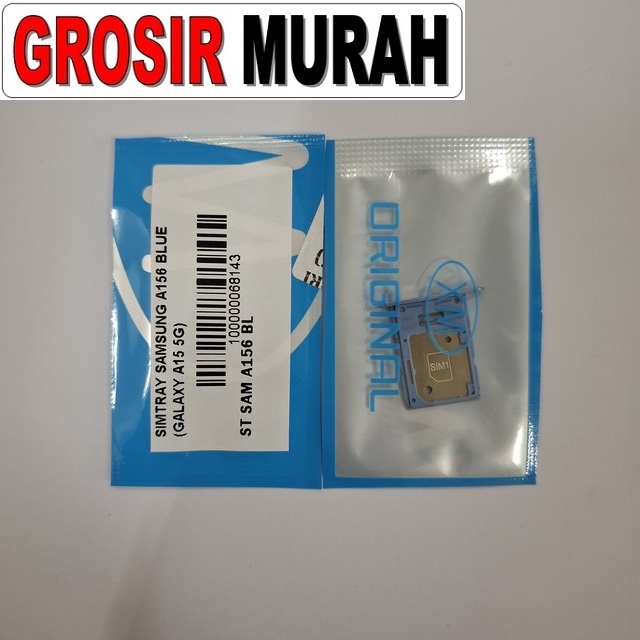 GROSIR MURAH
SIMTRAY SAMSUNG A156 BLUE
(GALAXY A15 5G)
100000068143
ST SAM A156 BL
ORIGINAL
SIM1